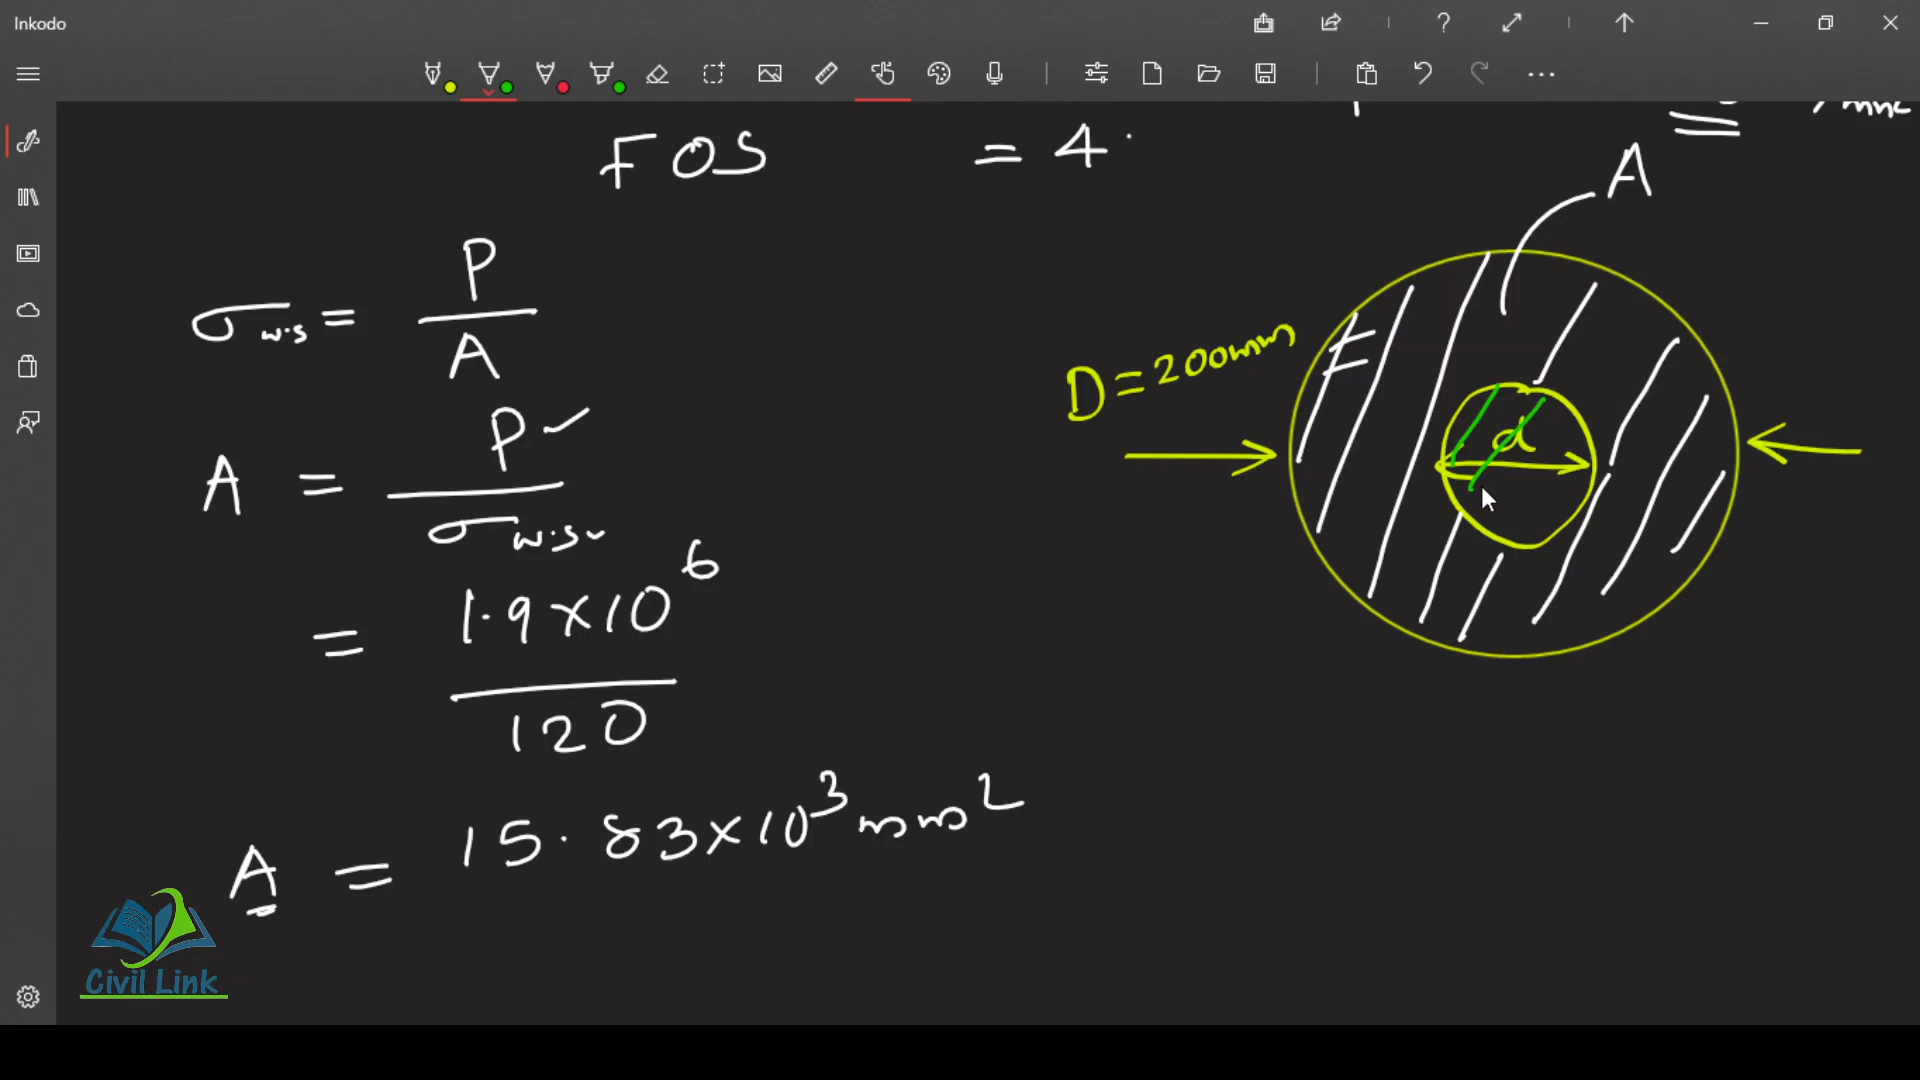 Inkodo
FOS = 4.
σw.s = P / A
A = P / σw.s
= 1.9×10^6 / 120
A = 15.83×10^3 mm^2
A
D = 200mm
d
Civil Link